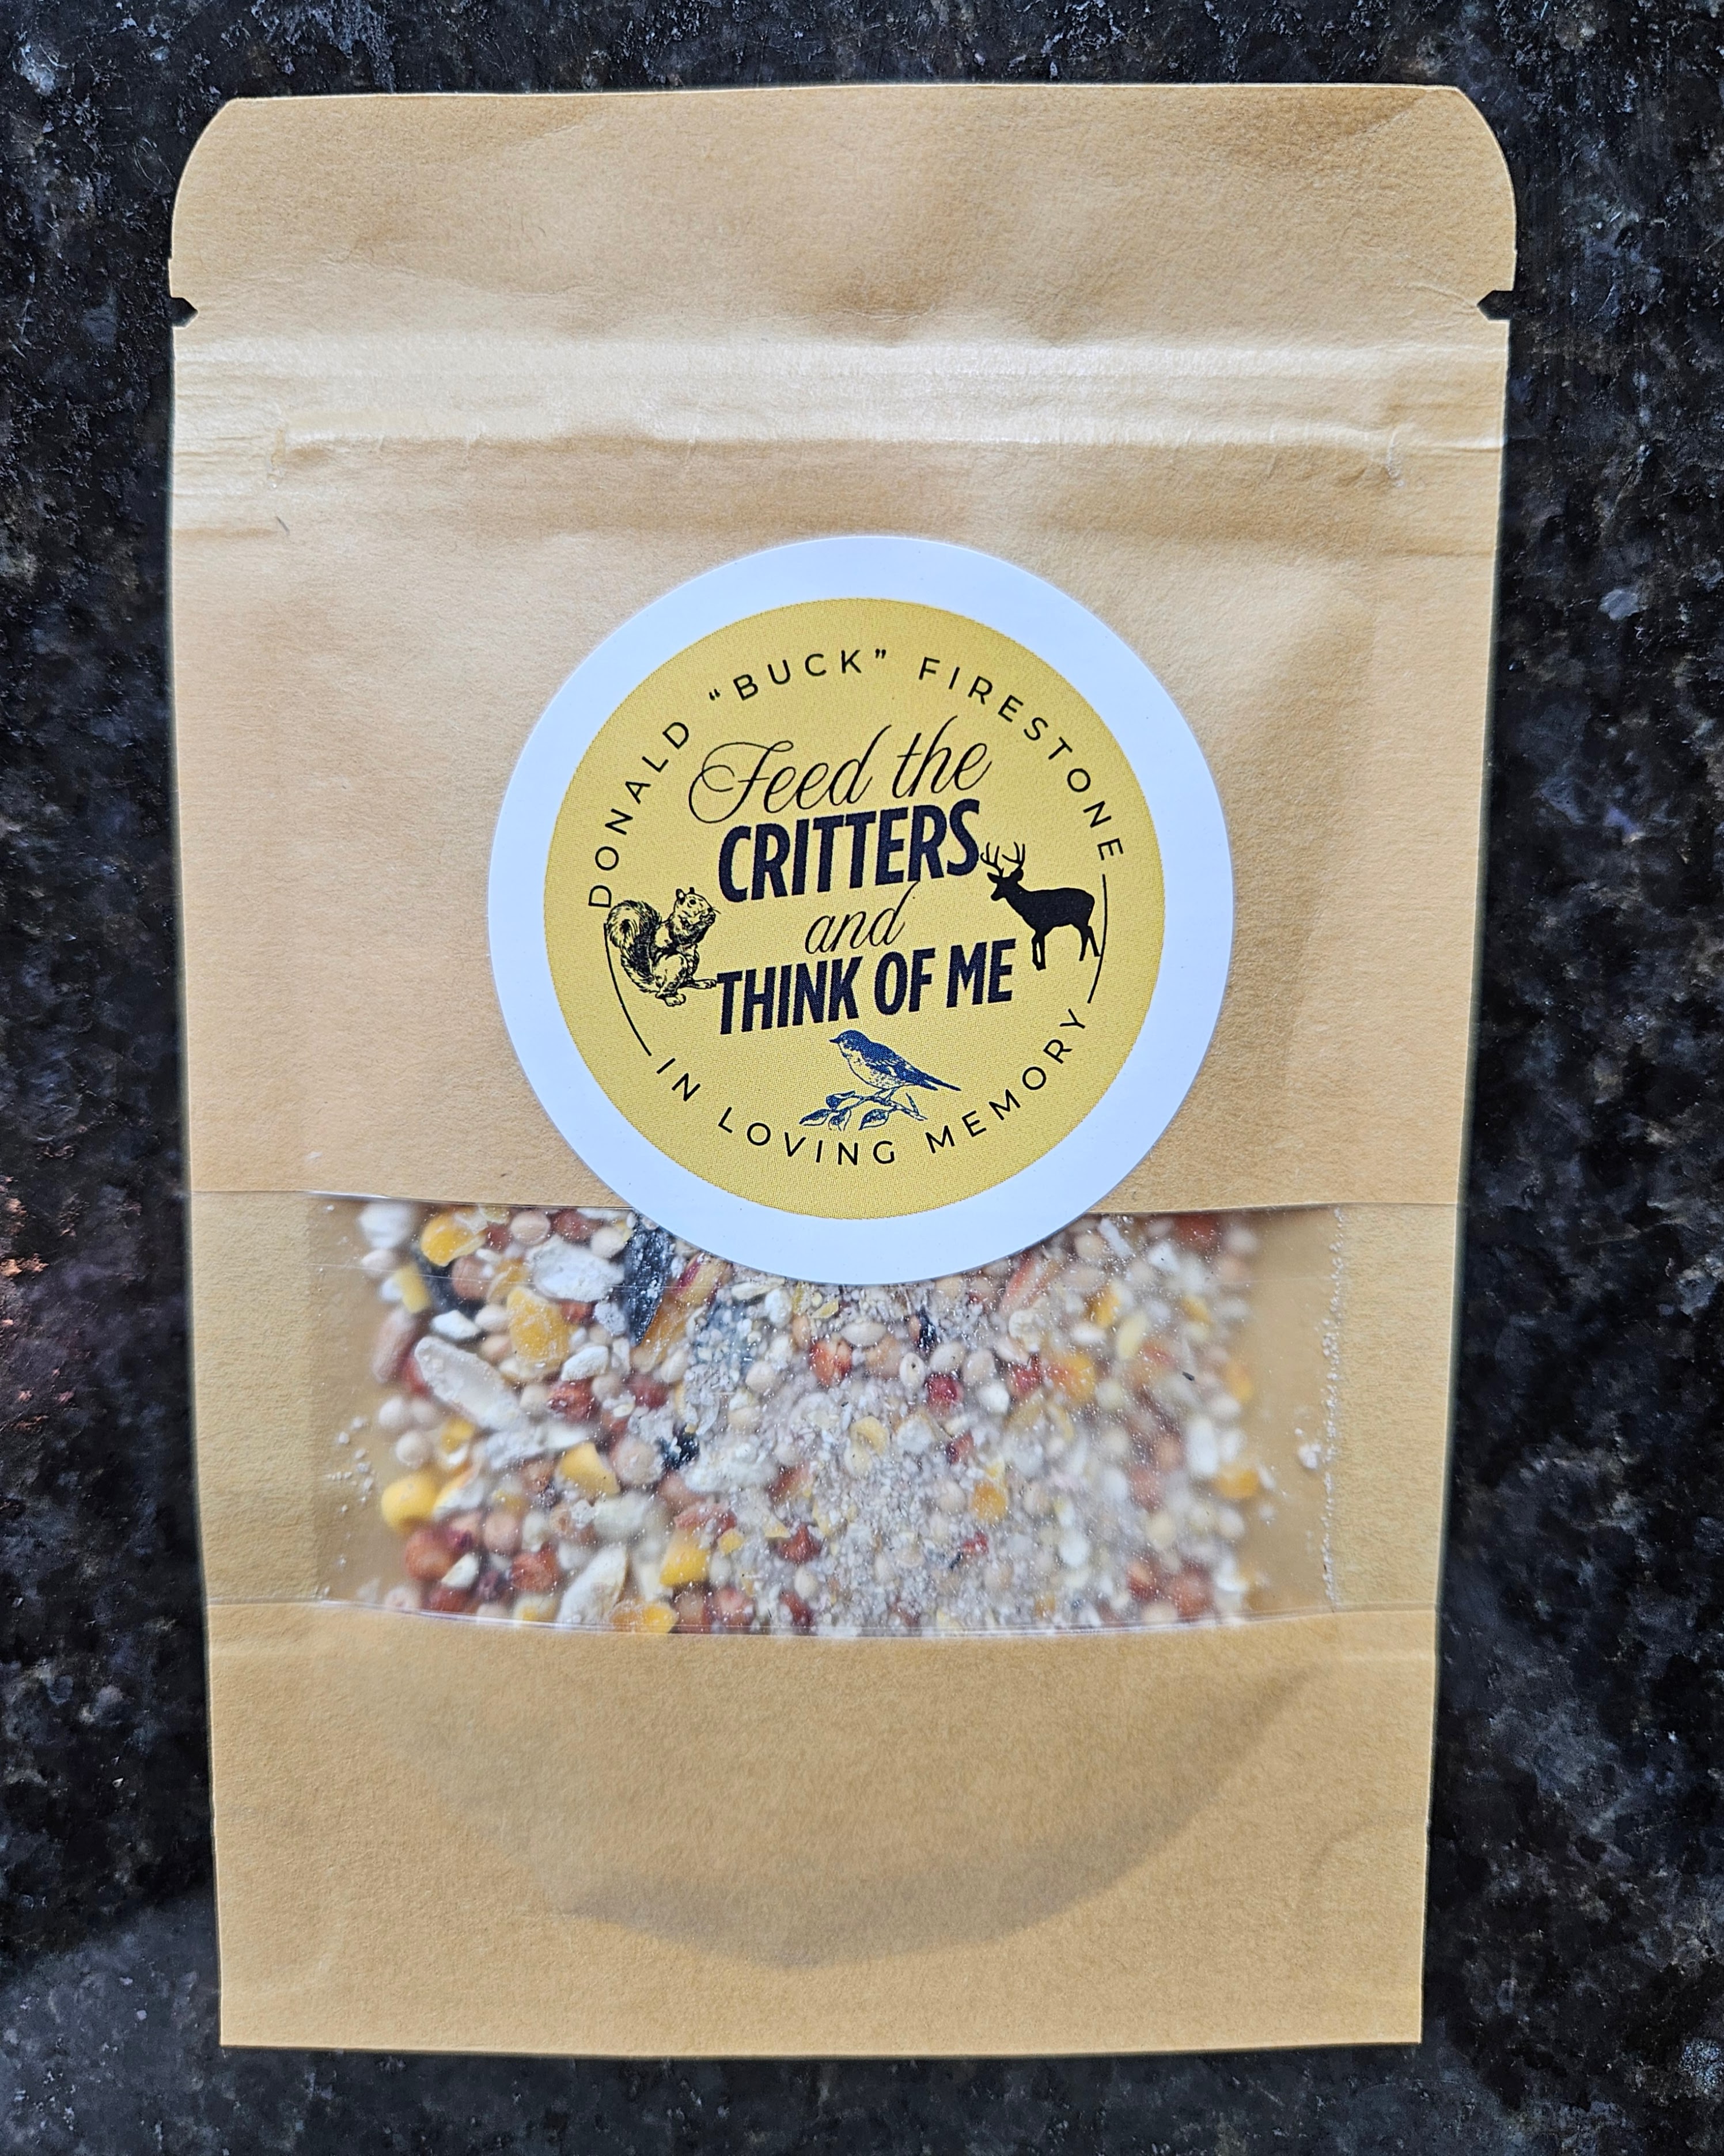 DONALD “BUCK” FIRESTONE
Feed the
CRITTERS
and
THINK OF ME
IN LOVING MEMORY